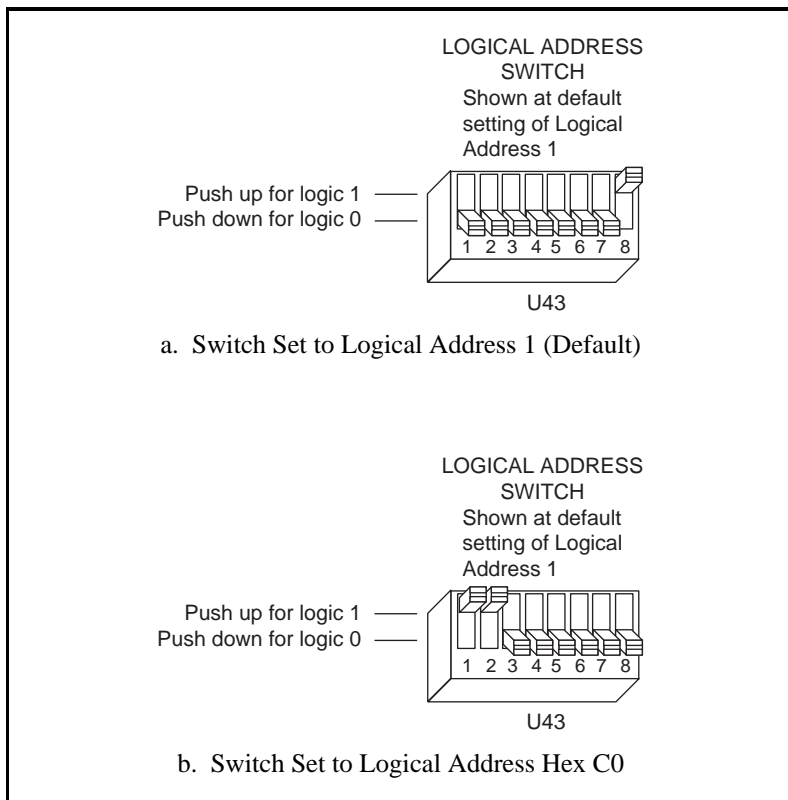 LOGICAL ADDRESS
SWITCH
Shown at default
setting of Logical
Address 1
Push up for logic 1
Push down for logic 0
1 2 3 4 5 6 7 8
U43
a. Switch Set to Logical Address 1 (Default)
LOGICAL ADDRESS
SWITCH
Shown at default
setting of Logical
Address 1
Push up for logic 1
Push down for logic 0
1 2 3 4 5 6 7 8
U43
b. Switch Set to Logical Address Hex C0